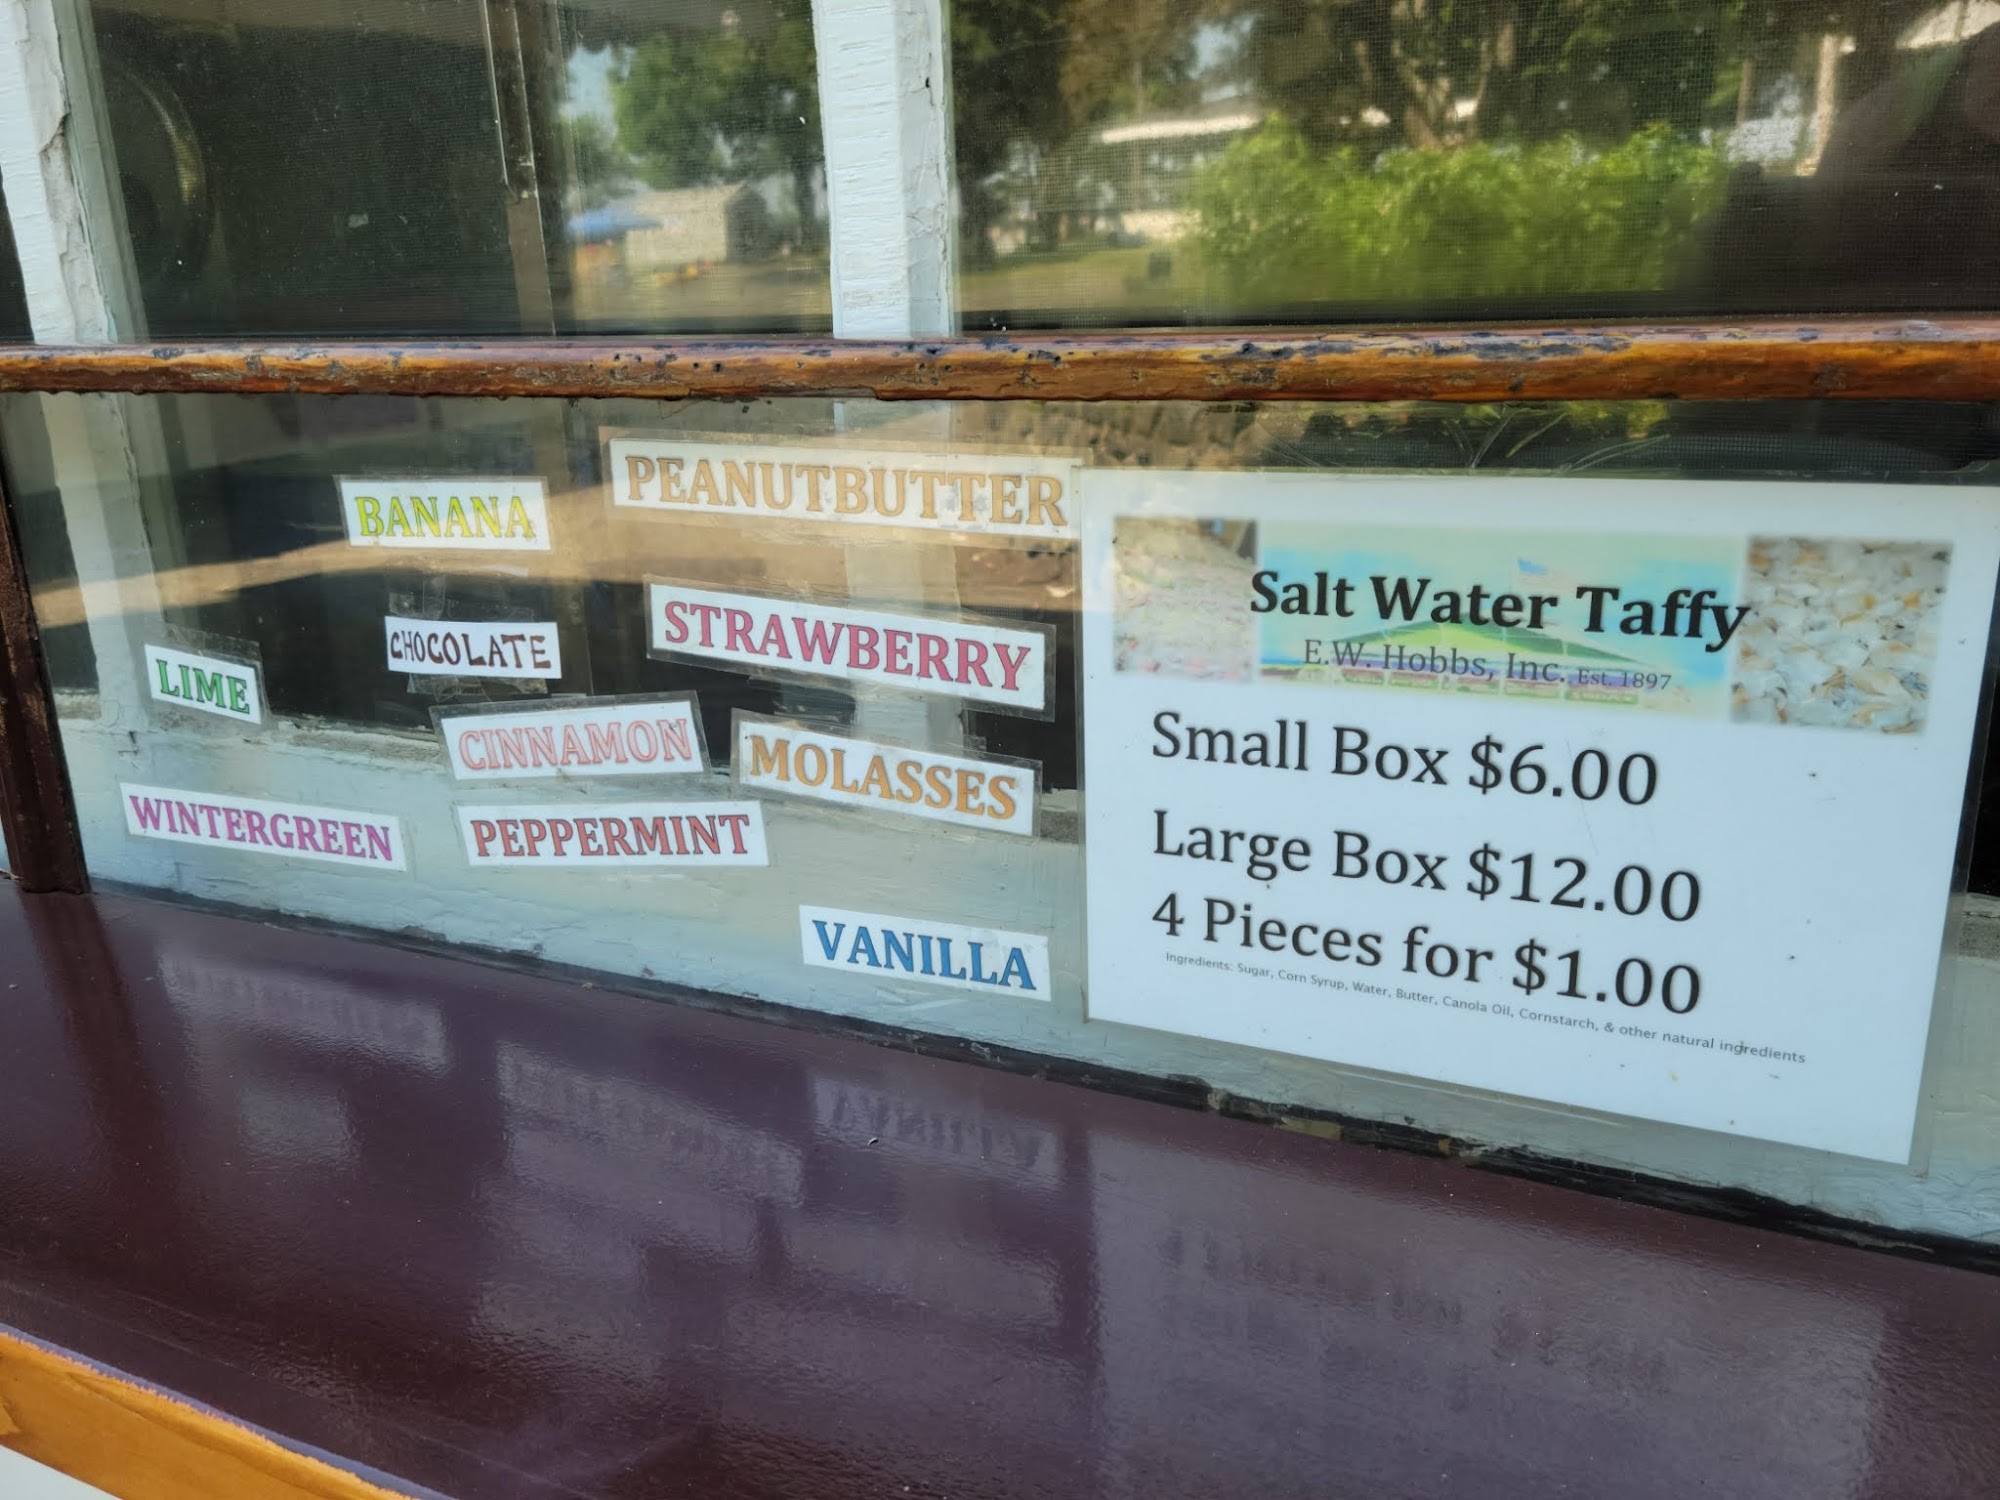 BANANA
PEANUTBUTTER
CHOCOLATE
STRAWBERRY
LIME
CINNAMON
MOLASSES
WINTERGREEN
PEPPERMINT
VANILLA
Salt Water Taffy
E.W. Hobbs, Inc. Est. 1897
Small Box $6.00
Large Box $12.00
4 Pieces for $1.00
Ingredients: Sugar, Corn Syrup, Water, Butter, Canola Oil, Cornstarch, & other natural ingredients